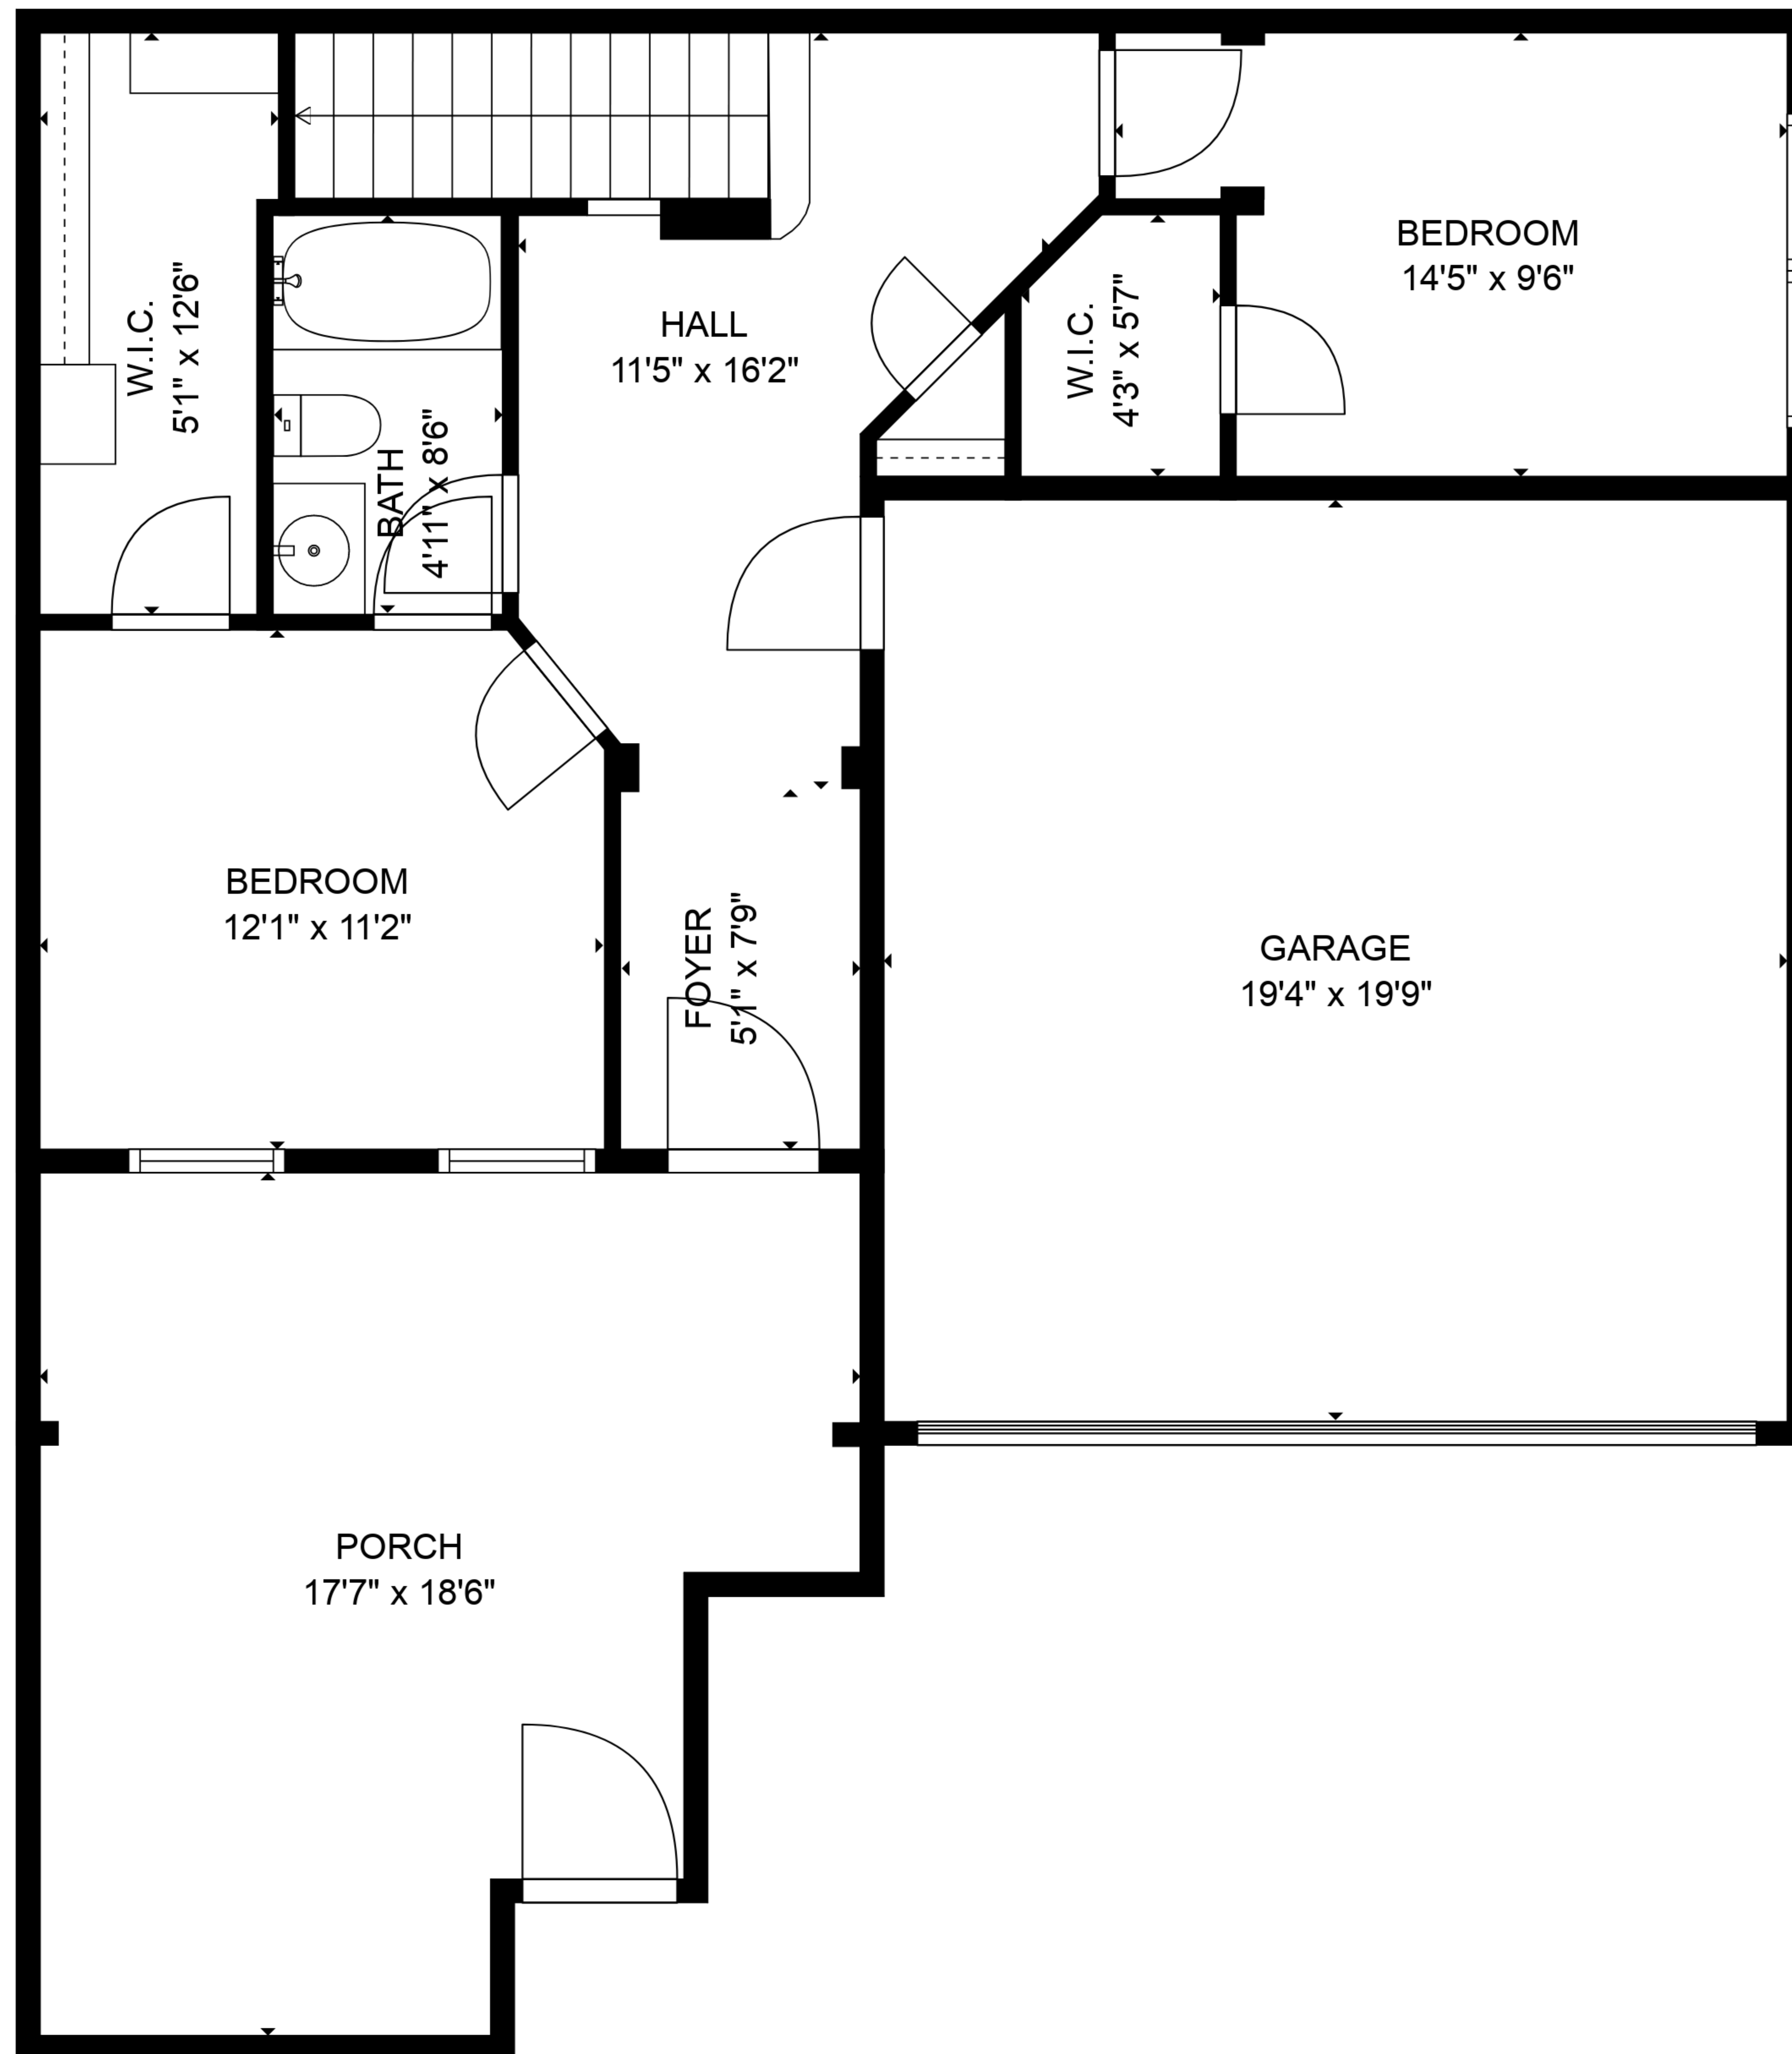 BEDROOM
14'5" x 9'6"
W.I.C.
5'1" x 12'6"
HALL
11'5" x 16'2"
W.I.C.
4'3" x 5'7"
BATH
4'11" x 8'6"
BEDROOM
12'1" x 11'2"
FOYER
5'1" x 7'9"
GARAGE
19'4" x 19'9"
PORCH
17'7" x 18'6"